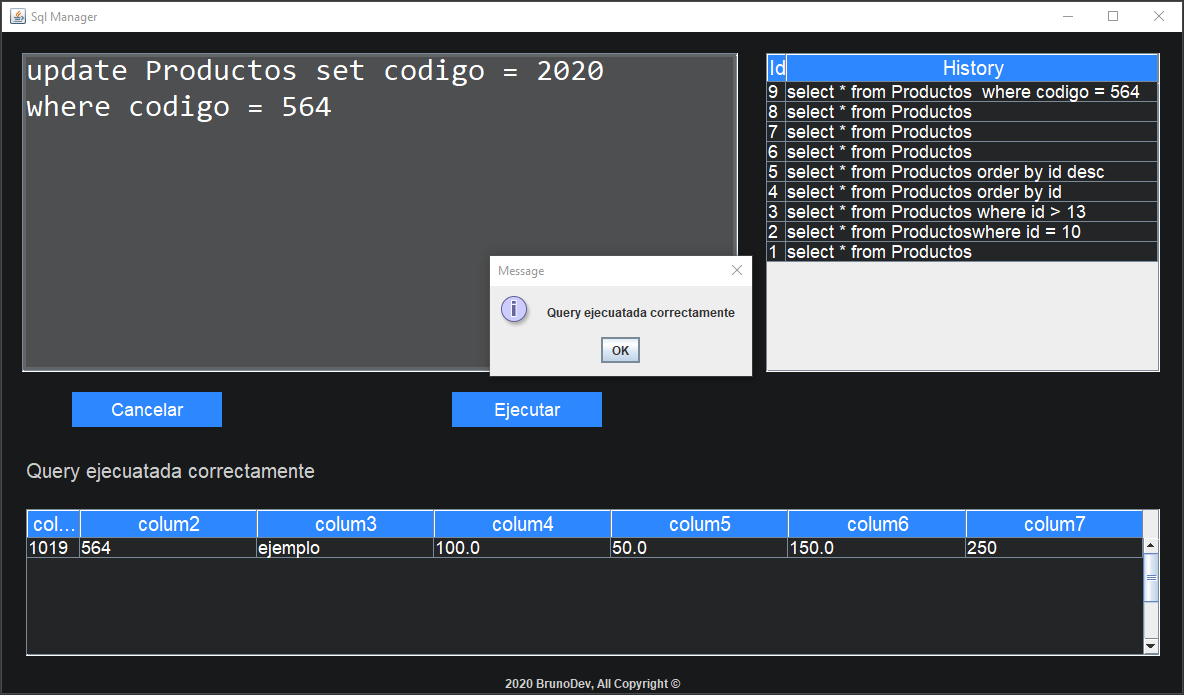 Sql Manager
update Productos set codigo = 2020
where codigo = 564
Id History
9 select * from Productos  where codigo = 564
8 select * from Productos
7 select * from Productos
6 select * from Productos
5 select * from Productos order by id desc
4 select * from Productos order by id
3 select * from Productos where id > 13
2 select * from Productoswhere id = 10
1 select * from Productos
Message
Query ejecuatada correctamente
OK
Cancelar Ejecutar
Query ejecuatada correctamente
col... colum2 colum3 colum4 colum5 colum6 colum7
1019 564 ejemplo 100.0 50.0 150.0 250
2020 BrunoDev, All Copyright ©